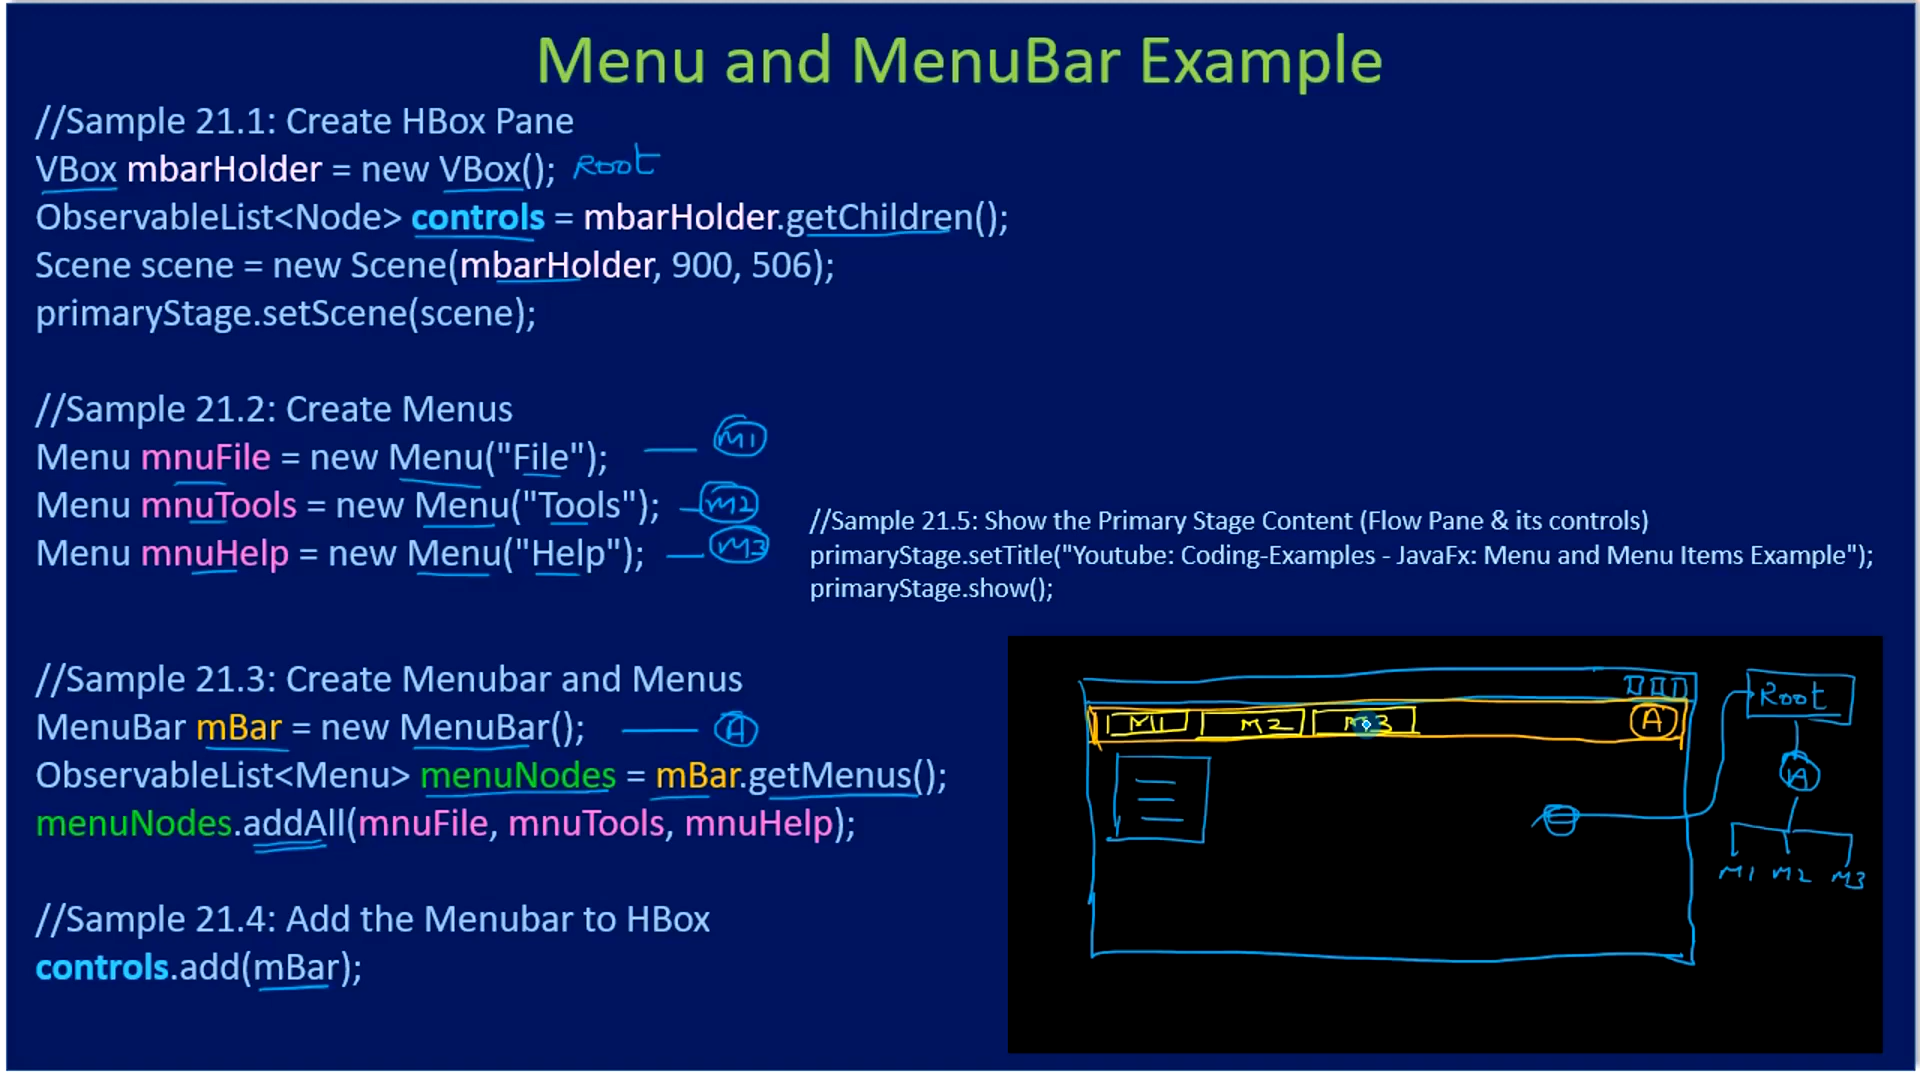 Menu and MenuBar Example
//Sample 21.1: Create HBox Pane
VBox mbarHolder = new VBox(); Root
ObservableList<Node> controls = mbarHolder.getChildren();
Scene scene = new Scene(mbarHolder, 900, 506);
primaryStage.setScene(scene);
//Sample 21.2: Create Menus
Menu mnuFile = new Menu("File"); M1
Menu mnuTools = new Menu("Tools"); M2
Menu mnuHelp = new Menu("Help"); M3
//Sample 21.5: Show the Primary Stage Content (Flow Pane & its controls)
primaryStage.setTitle("Youtube: Coding-Examples - JavaFx: Menu and Menu Items Example");
primaryStage.show();
//Sample 21.3: Create Menubar and Menus
MenuBar mBar = new MenuBar(); A
ObservableList<Menu> menuNodes = mBar.getMenus();
menuNodes.addAll(mnuFile, mnuTools, mnuHelp);
//Sample 21.4: Add the Menubar to HBox
controls.add(mBar);
M1 M2 M3 A
Root
A
M1 M2 M3